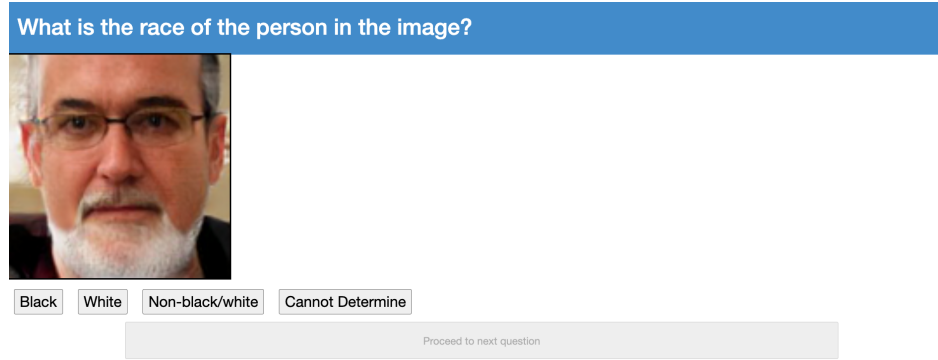 What is the race of the person in the image?
Black White Non-black/white Cannot Determine
Proceed to next question